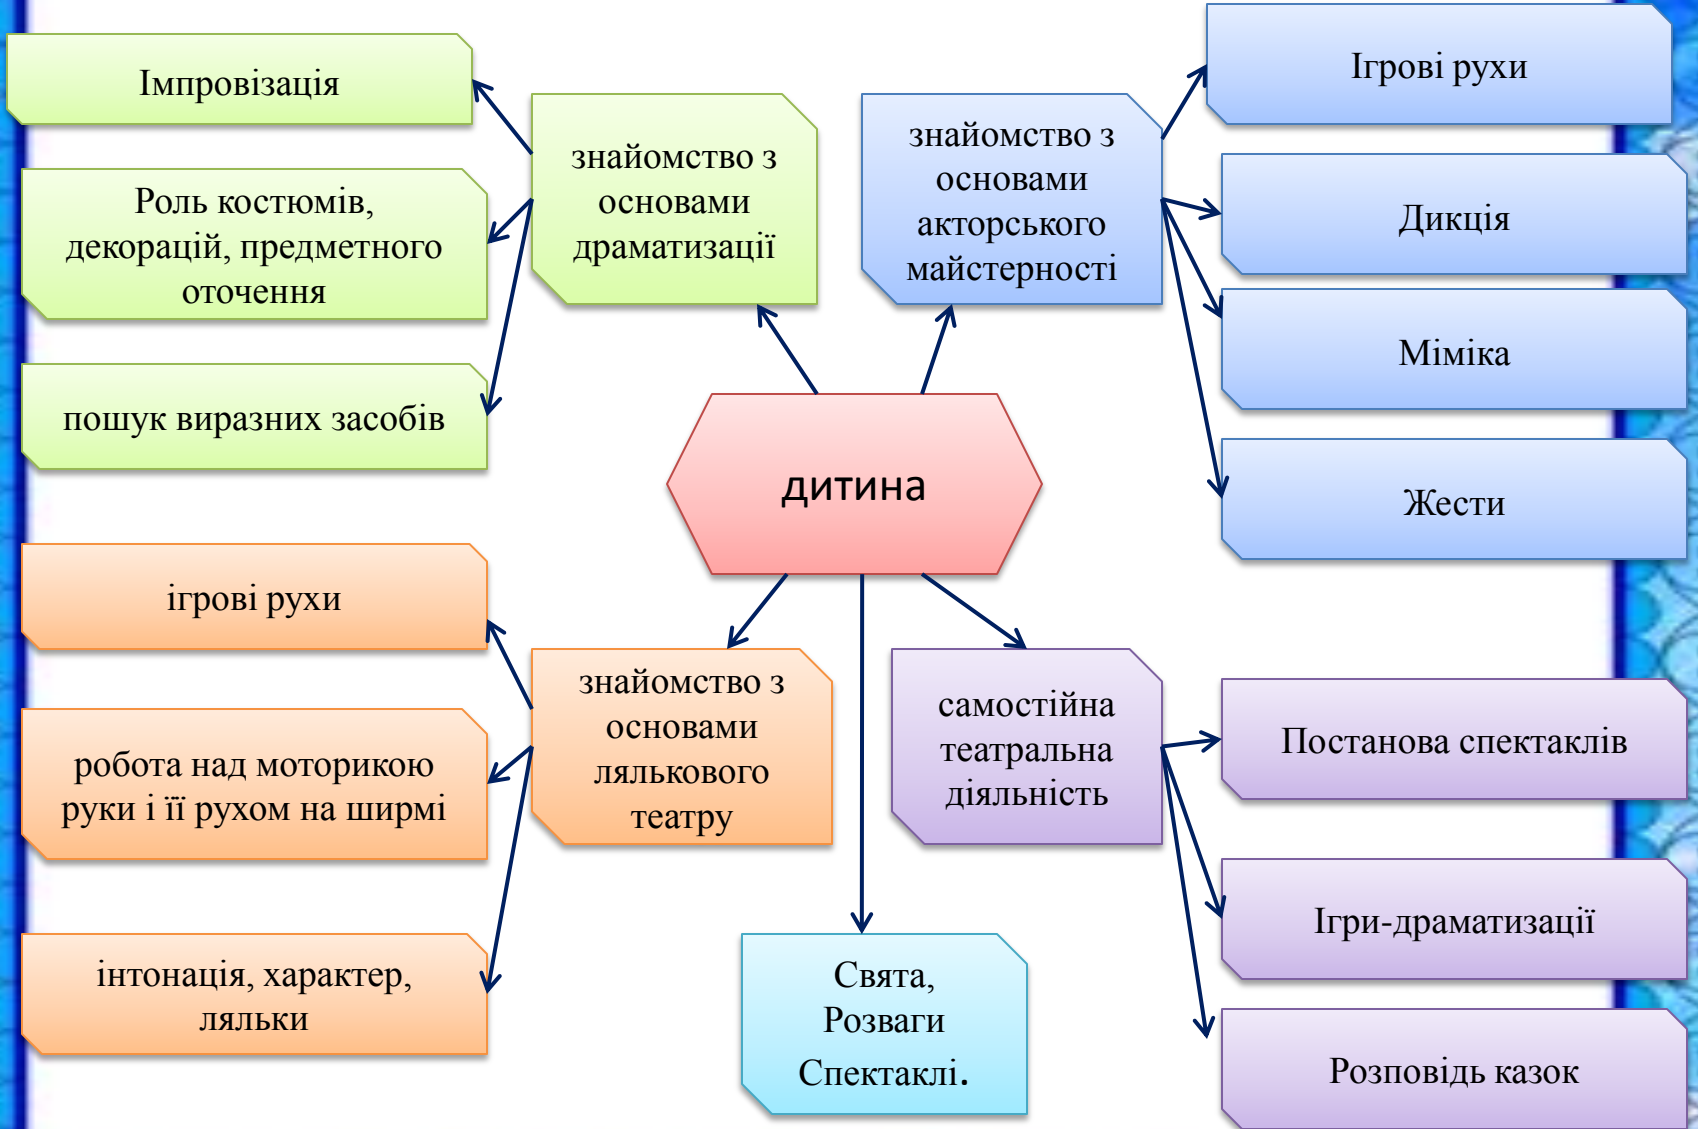 Імпровізація
Роль костюмів,
декорацій, предметного
оточення
пошук виразних засобів
знайомство з
основами
драматизації
знайомство з
основами
акторського
майстерності
Ігрові рухи
Дикція
Міміка
Жести
дитина
ігрові рухи
робота над моторикою
руки і її рухом на ширмі
інтонація, характер,
ляльки
знайомство з
основами
лялькового
театру
Свята,
Розваги
Спектаклі.
самостійна
театральна
діяльність
Постанова спектаклів
Ігри-драматизації
Розповідь казок